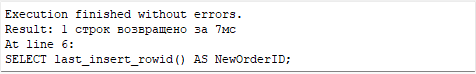 Execution finished without errors.
Result: 1 строк возвращено за 7мс
At line 6:
SELECT last_insert_rowid() AS NewOrderID;